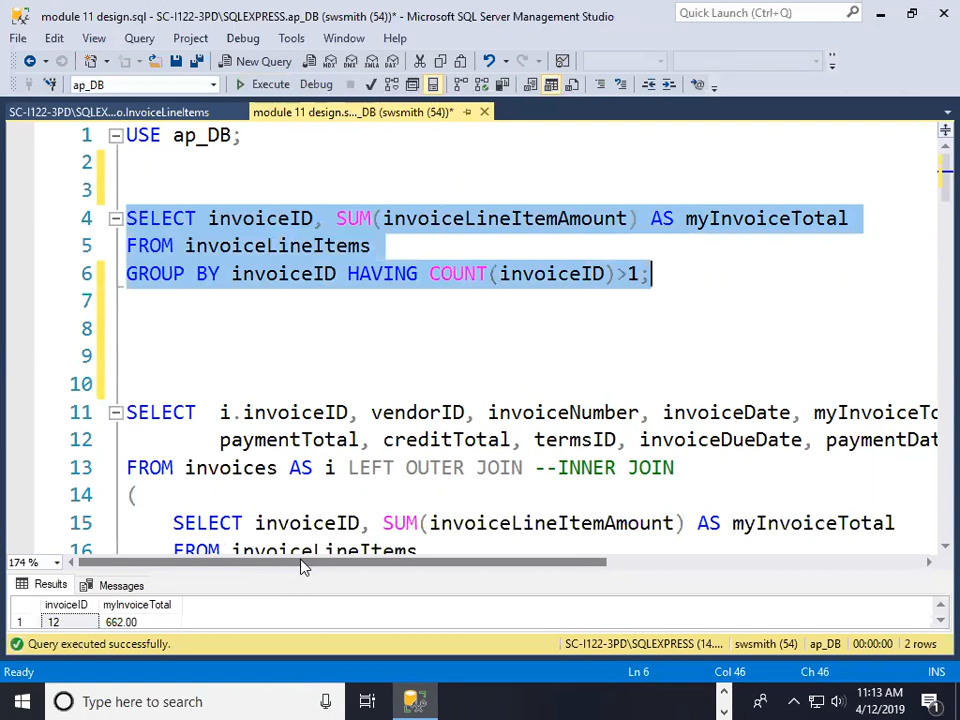 module 11 design.sql - SC-I122-3PD\SQLEXPRESS.ap_DB (swsmith (54))* - Microsoft SQL Server Management Studio
Quick Launch (Ctrl+Q)
File Edit View Query Project Debug Tools Window Help
New Query
ap_DB Execute Debug
SC-I122-3PD\SQLEX...o.InvoiceLineItems module 11 design.s..._DB (swsmith (54))*
1 USE ap_DB;
2
3
4 SELECT invoiceID, SUM(invoiceLineItemAmount) AS myInvoiceTotal
5 FROM invoiceLineItems
6 GROUP BY invoiceID HAVING COUNT(invoiceID)>1;
7
8
9
10
11 SELECT i.invoiceID, vendorID, invoiceNumber, invoiceDate, myInvoiceTo
12 paymentTotal, creditTotal, termsID, invoiceDueDate, paymentDat
13 FROM invoices AS i LEFT OUTER JOIN --INNER JOIN
14 (
15 SELECT invoiceID, SUM(invoiceLineItemAmount) AS myInvoiceTotal
16 FROM invoiceLineItems
174 %
Results Messages
invoiceID myInvoiceTotal
1 12 662.00
Query executed successfully. SC-I122-3PD\SQLEXPRESS (14.... swsmith (54) ap_DB 00:00:00 2 rows
Ready Ln 6 Col 46 Ch 46 INS
Type here to search
11:13 AM
4/12/2019
1